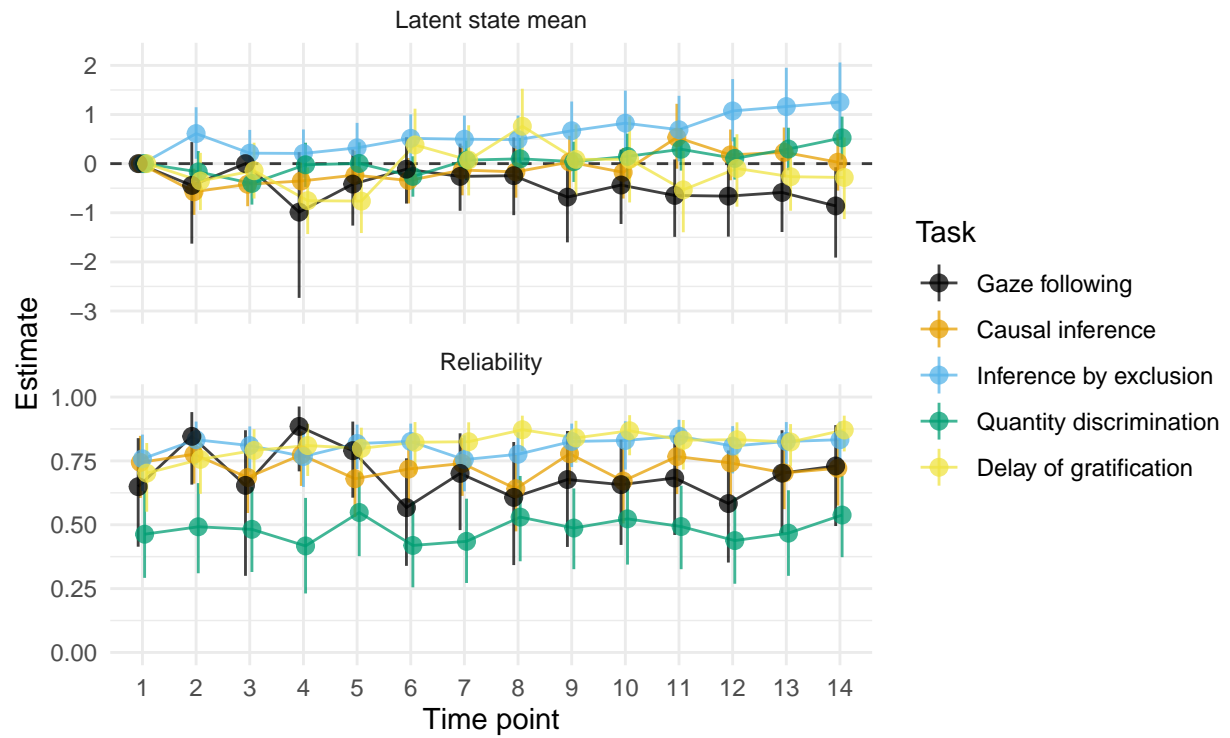 Latent state mean
2
1
0
−1
−2
−3
Estimate
Reliability
1.00
0.75
0.50
0.25
0.00
1 2 3 4 5 6 7 8 9 10 11 12 13 14
Time point
Task
Gaze following
Causal inference
Inference by exclusion
Quantity discrimination
Delay of gratification